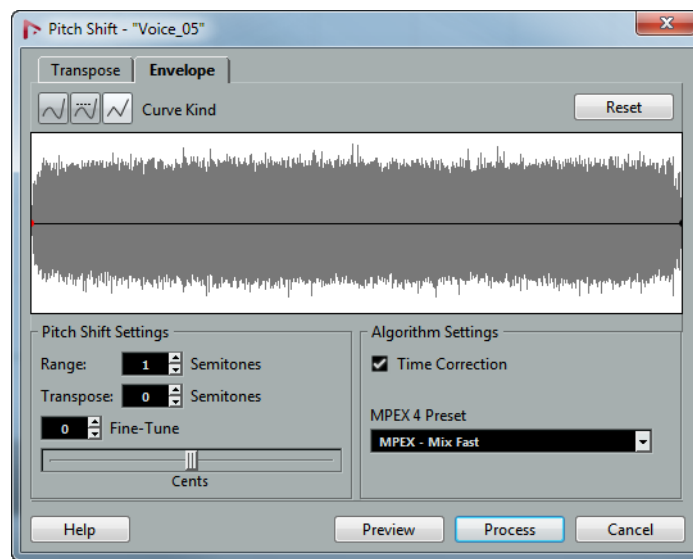 Pitch Shift - "Voice_05"
Transpose Envelope
Curve Kind Reset
Pitch Shift Settings
Range: 1 Semitones
Transpose: 0 Semitones
0 Fine-Tune
Cents
Algorithm Settings
Time Correction
MPEX 4 Preset
MPEX - Mix Fast
Help Preview Process Cancel